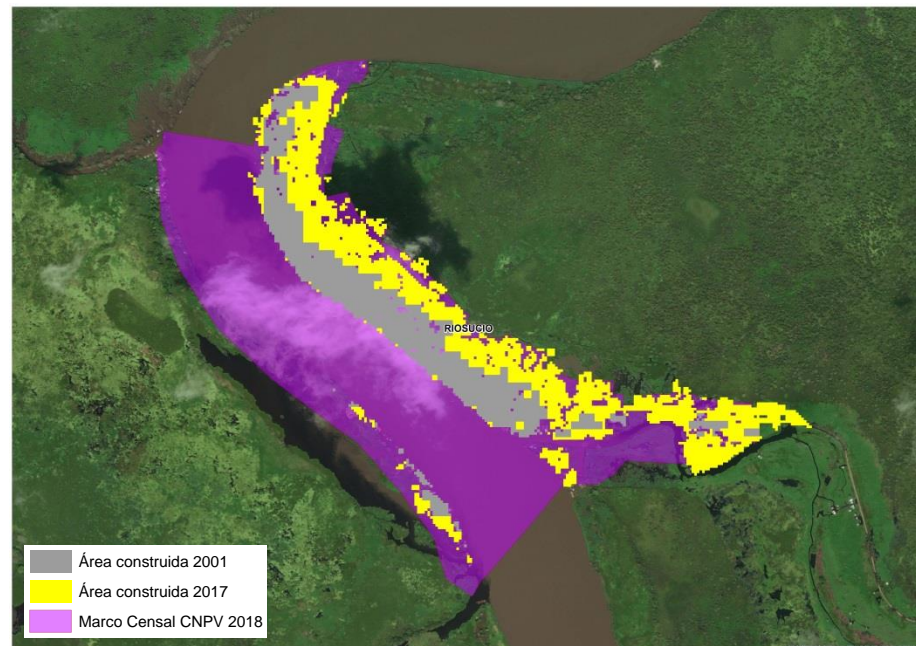 RIOSUCIO
Área construida 2001
Área construida 2017
Marco Censal CNPV 2018